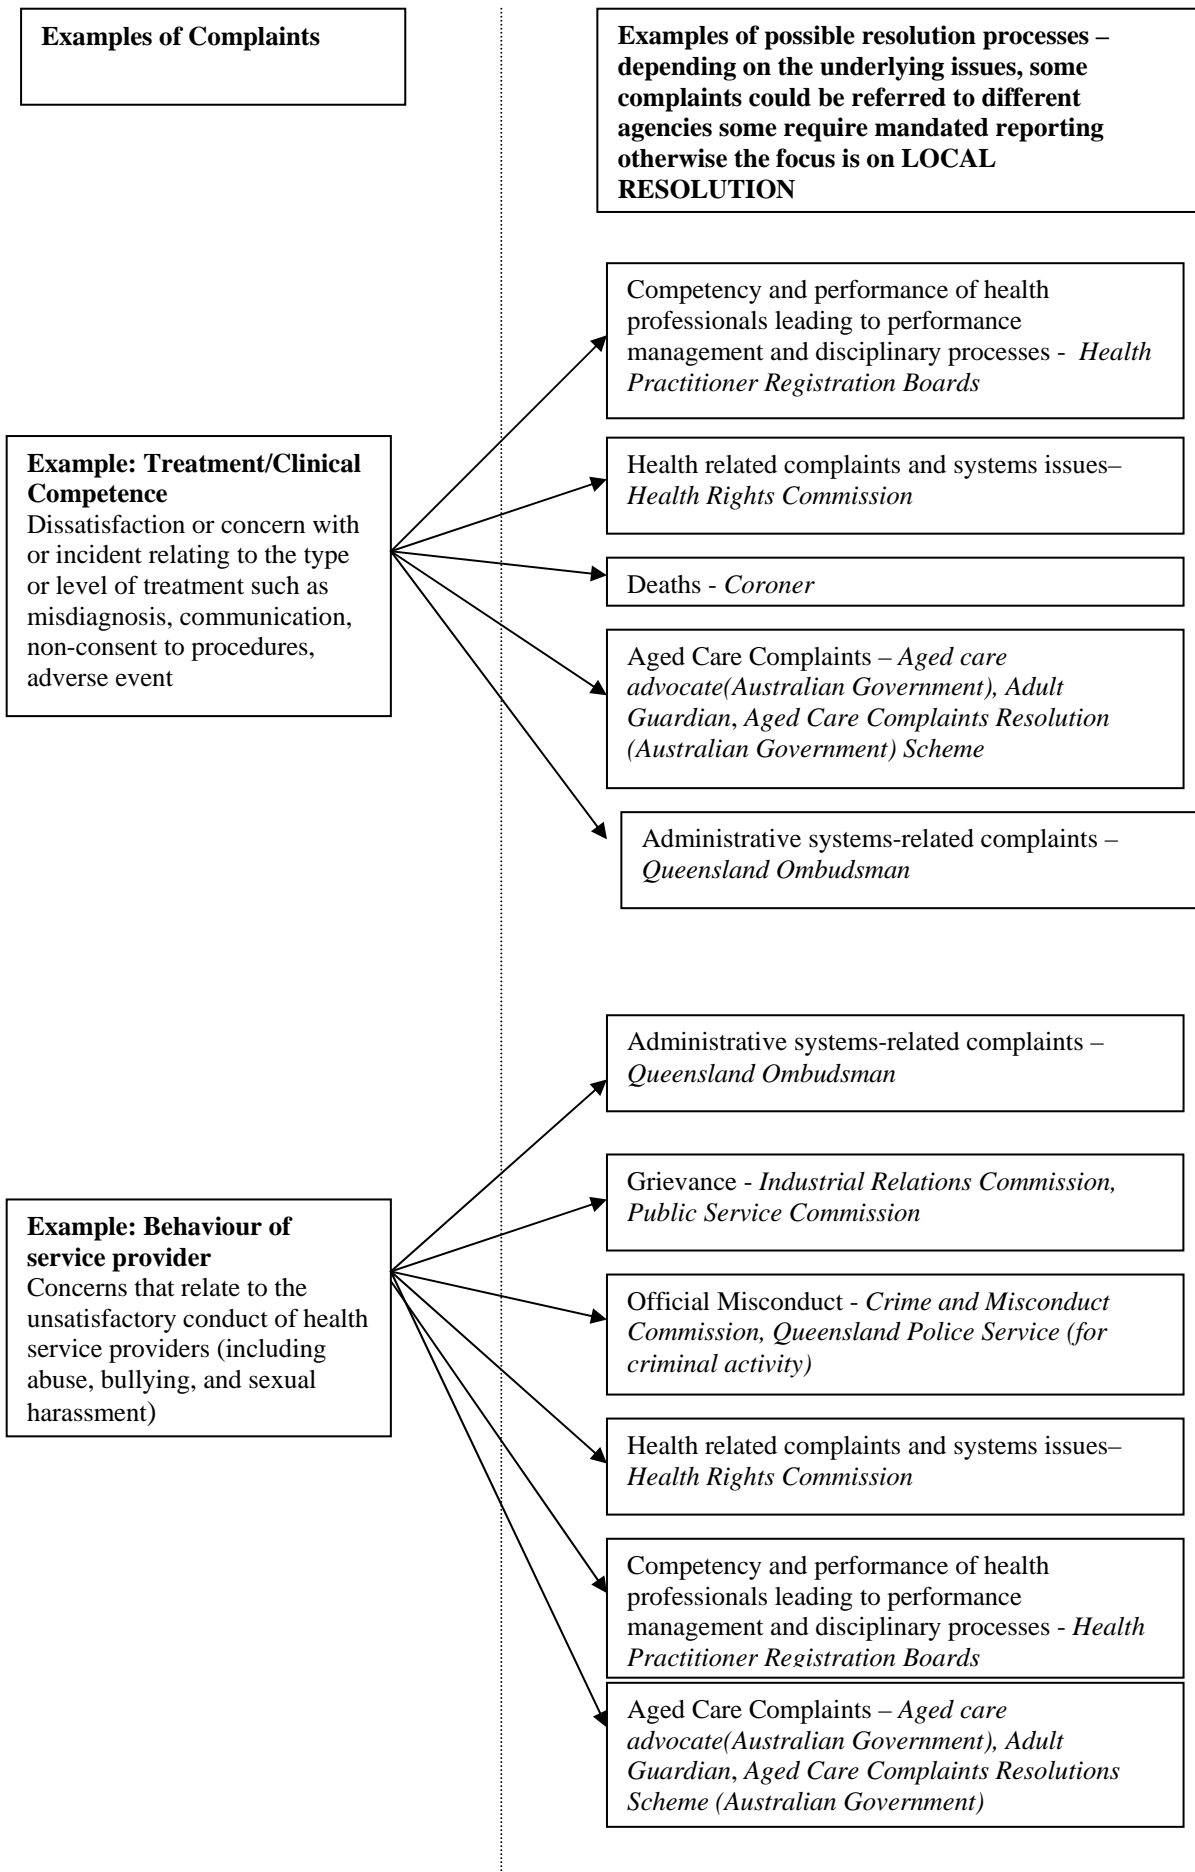 Examples of Complaints
Examples of possible resolution processes –
depending on the underlying issues, some
complaints could be referred to different
agencies some require mandated reporting
otherwise the focus is on LOCAL
RESOLUTION
Example: Treatment/Clinical
Competence
Dissatisfaction or concern with
or incident relating to the type
or level of treatment such as
misdiagnosis, communication,
non-consent to procedures,
adverse event
Competency and performance of health
professionals leading to performance
management and disciplinary processes - Health
Practitioner Registration Boards
Health related complaints and systems issues–
Health Rights Commission
Deaths - Coroner
Aged Care Complaints – Aged care
advocate(Australian Government), Adult
Guardian, Aged Care Complaints Resolution
(Australian Government) Scheme
Administrative systems-related complaints –
Queensland Ombudsman
Example: Behaviour of
service provider
Concerns that relate to the
unsatisfactory conduct of health
service providers (including
abuse, bullying, and sexual
harassment)
Administrative systems-related complaints –
Queensland Ombudsman
Grievance - Industrial Relations Commission,
Public Service Commission
Official Misconduct - Crime and Misconduct
Commission, Queensland Police Service (for
criminal activity)
Health related complaints and systems issues–
Health Rights Commission
Competency and performance of health
professionals leading to performance
management and disciplinary processes - Health
Practitioner Registration Boards
Aged Care Complaints – Aged care
advocate(Australian Government), Adult
Guardian, Aged Care Complaints Resolutions
Scheme (Australian Government)